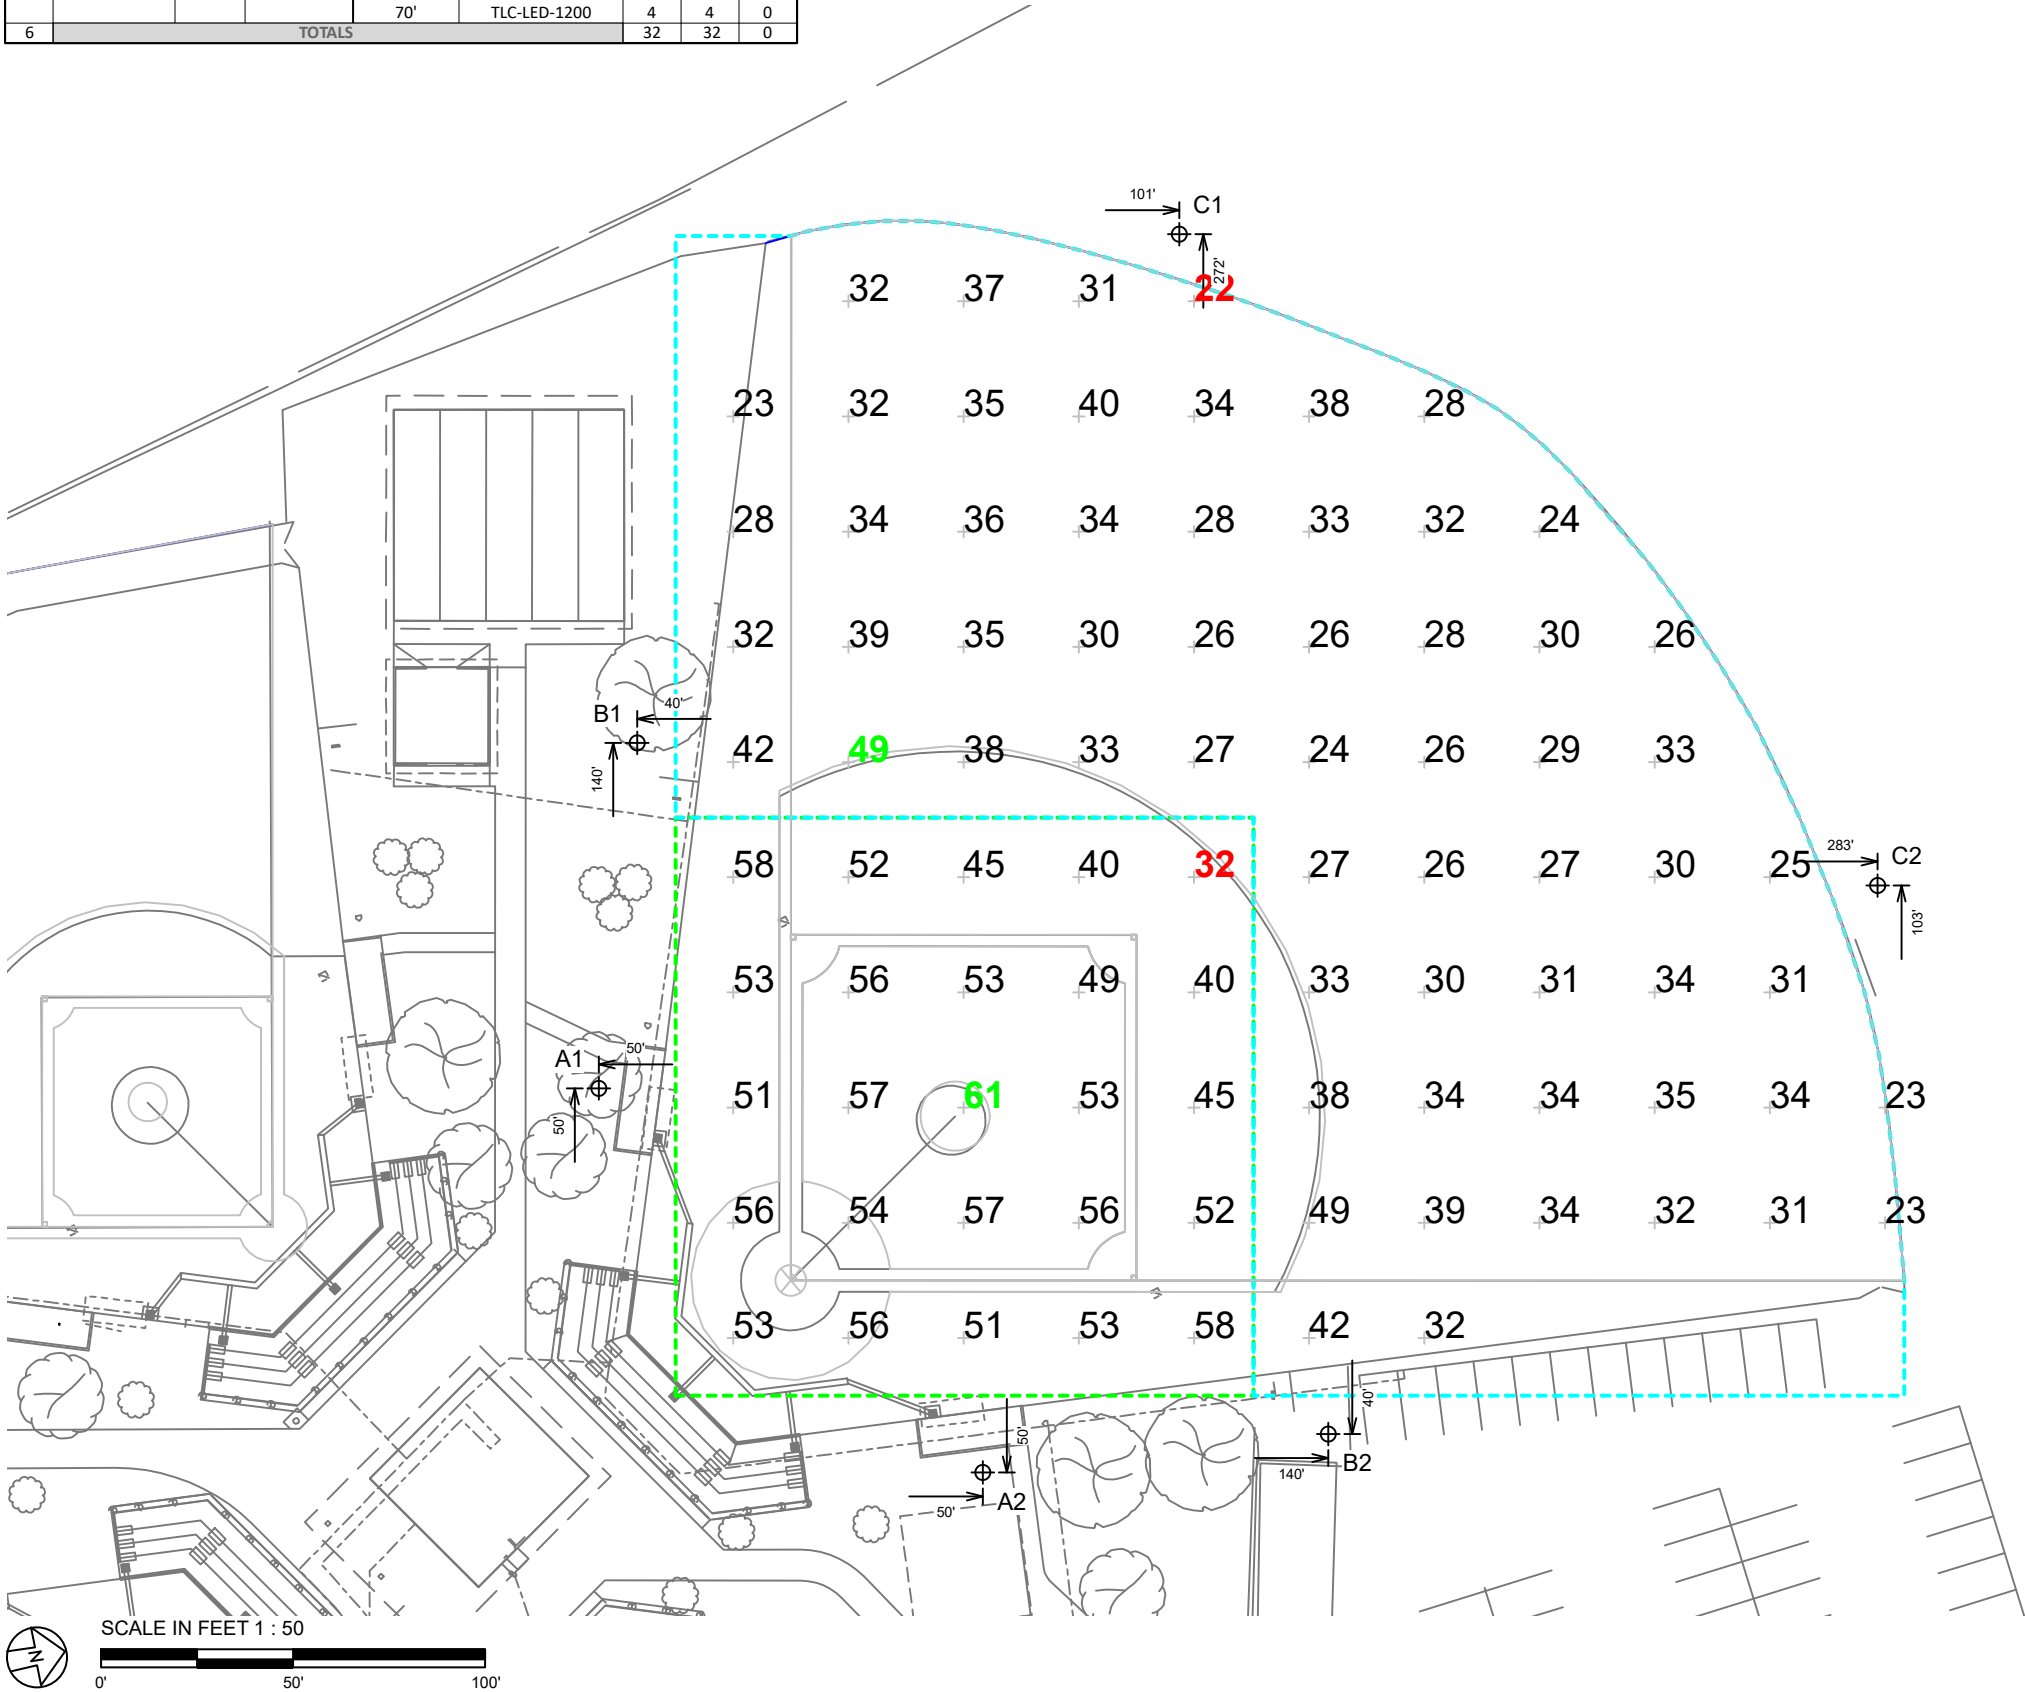 70' TLC-LED-1200 4 4 0
6 TOTALS 32 32 0
101' C1
272'
32 37 31 22
23 32 35 40 34 38 28
28 34 36 34 28 33 32 24
32 39 35 30 26 26 28 30 26
B1 40'
140'
42 49 38 33 27 24 26 29 33
58 52 45 40 32 27 26 27 30 25
283' C2
103'
53 56 53 49 40 33 30 31 34 31
A1 50'
50'
51 57 61 53 45 38 34 34 35 34 23
56 54 57 56 52 49 39 34 32 31 23
53 56 51 53 58 42 32
40'
50'
140' B2
50' A2
SCALE IN FEET 1 : 50
N
0' 50' 100'